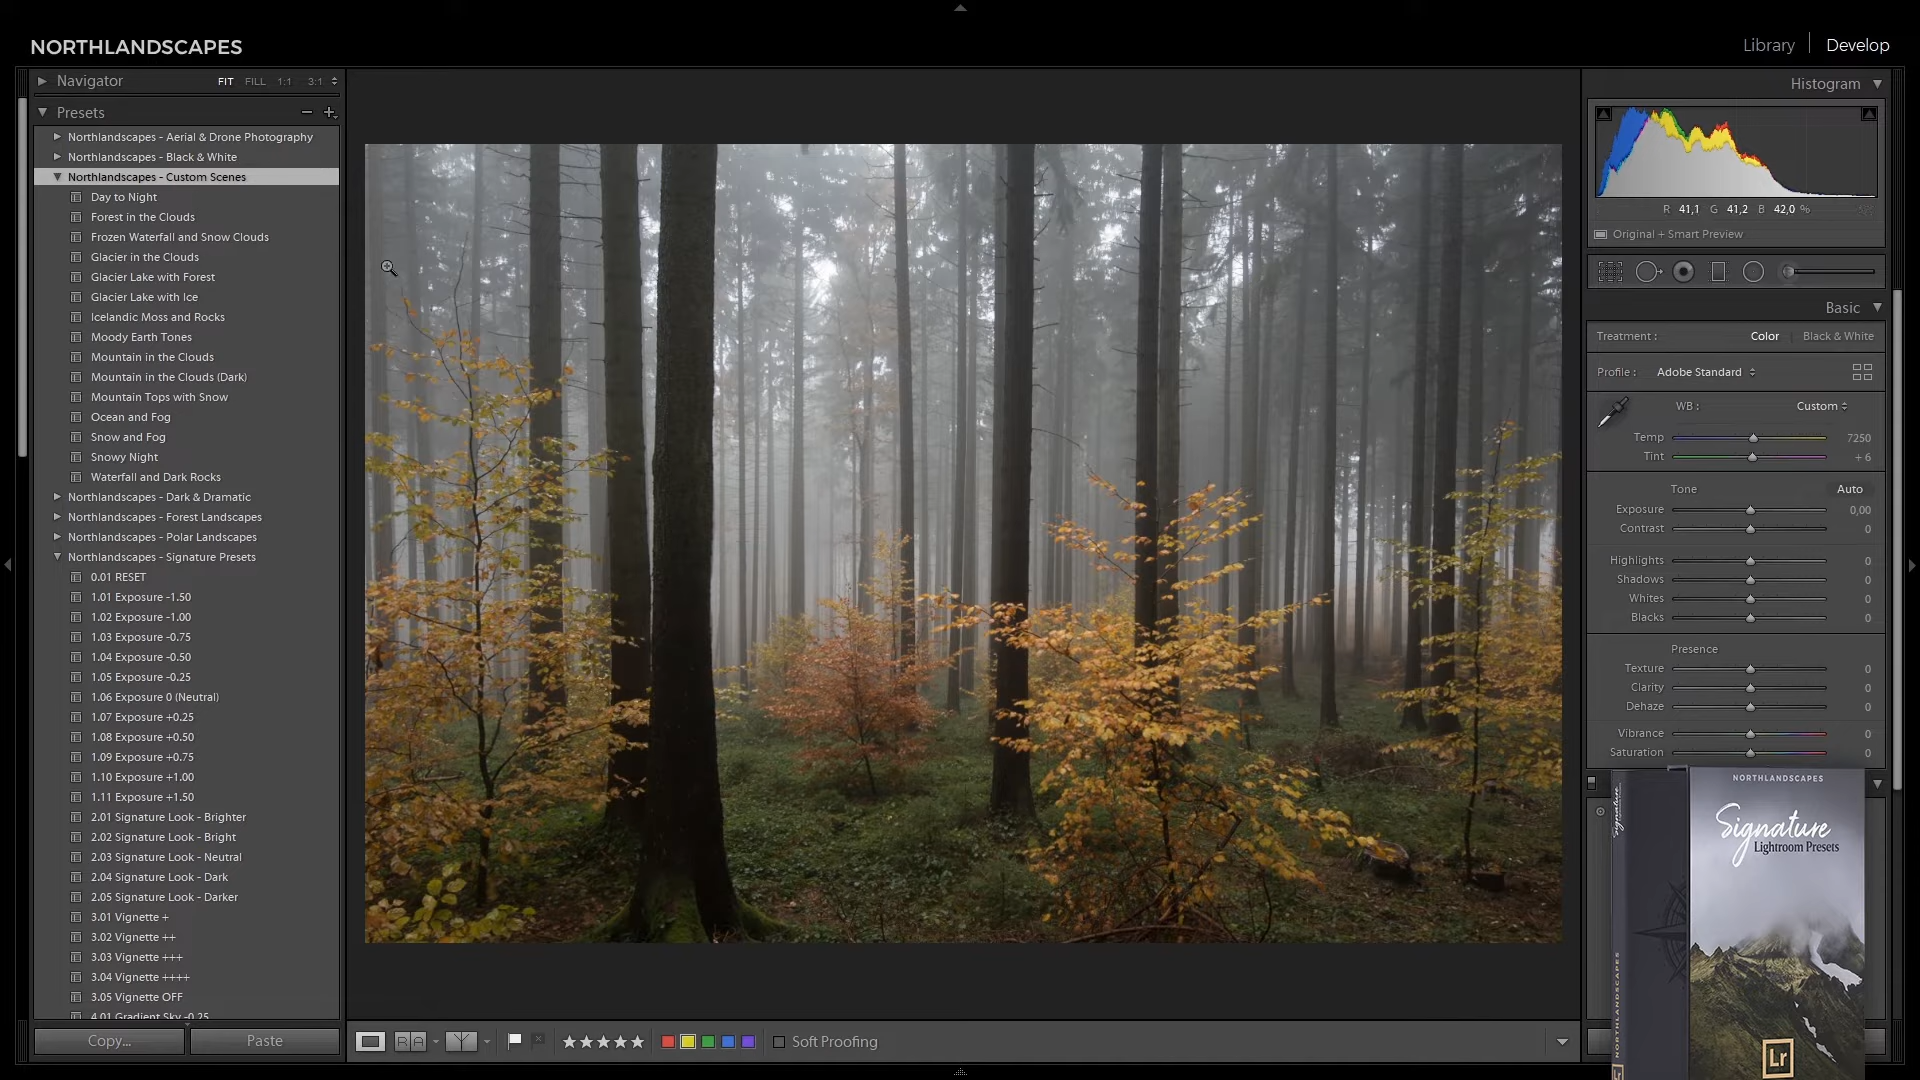 NORTHLANDSCAPES
Library | Develop
Navigator FIT FILL 1:1 3:1
Presets
Northlandscapes - Aerial & Drone Photography
Northlandscapes - Black & White
Northlandscapes - Custom Scenes
Day to Night
Forest in the Clouds
Frozen Waterfall and Snow Clouds
Glacier in the Clouds
Glacier Lake with Forest
Glacier Lake with Ice
Icelandic Moss and Rocks
Moody Earth Tones
Mountain in the Clouds
Mountain in the Clouds (Dark)
Mountain Tops with Snow
Ocean and Fog
Snow and Fog
Snowy Night
Waterfall and Dark Rocks
Northlandscapes - Dark & Dramatic
Northlandscapes - Forest Landscapes
Northlandscapes - Polar Landscapes
Northlandscapes - Signature Presets
0.01 RESET
1.01 Exposure -1.50
1.02 Exposure -1.00
1.03 Exposure -0.75
1.04 Exposure -0.50
1.05 Exposure -0.25
1.06 Exposure 0 (Neutral)
1.07 Exposure +0.25
1.08 Exposure +0.50
1.09 Exposure +0.75
1.10 Exposure +1.00
1.11 Exposure +1.50
2.01 Signature Look - Brighter
2.02 Signature Look - Bright
2.03 Signature Look - Neutral
2.04 Signature Look - Dark
2.05 Signature Look - Darker
3.01 Vignette +
3.02 Vignette ++
3.03 Vignette +++
3.04 Vignette ++++
3.05 Vignette OFF
4.01 Gradient Sky -0.25
Copy... Paste
Soft Proofing
Histogram
R 41,1 G 41,2 B 42,0 %
Original + Smart Preview
Basic
Treatment : Color Black & White
Profile : Adobe Standard
WB : Custom
Temp 7250
Tint + 6
Tone Auto
Exposure 0,00
Contrast 0
Highlights 0
Shadows 0
Whites 0
Blacks 0
Presence
Texture 0
Clarity 0
Dehaze 0
Vibrance 0
Saturation 0
NORTHLANDSCAPES
Signature
Lightroom Presets
Lr
Signature
NORTHLANDSCAPES
Lr